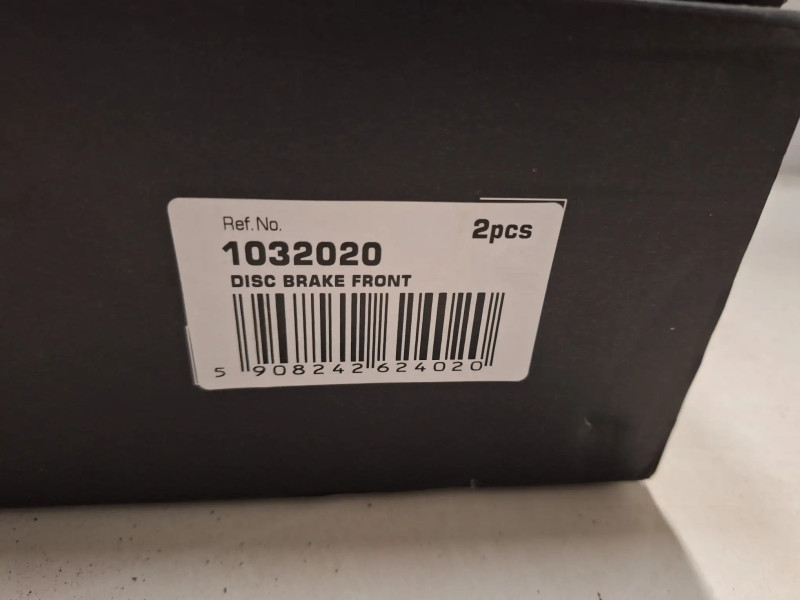 Ref. No.
2pcs
1032020
DISC BRAKE FRONT
5 908242 624020